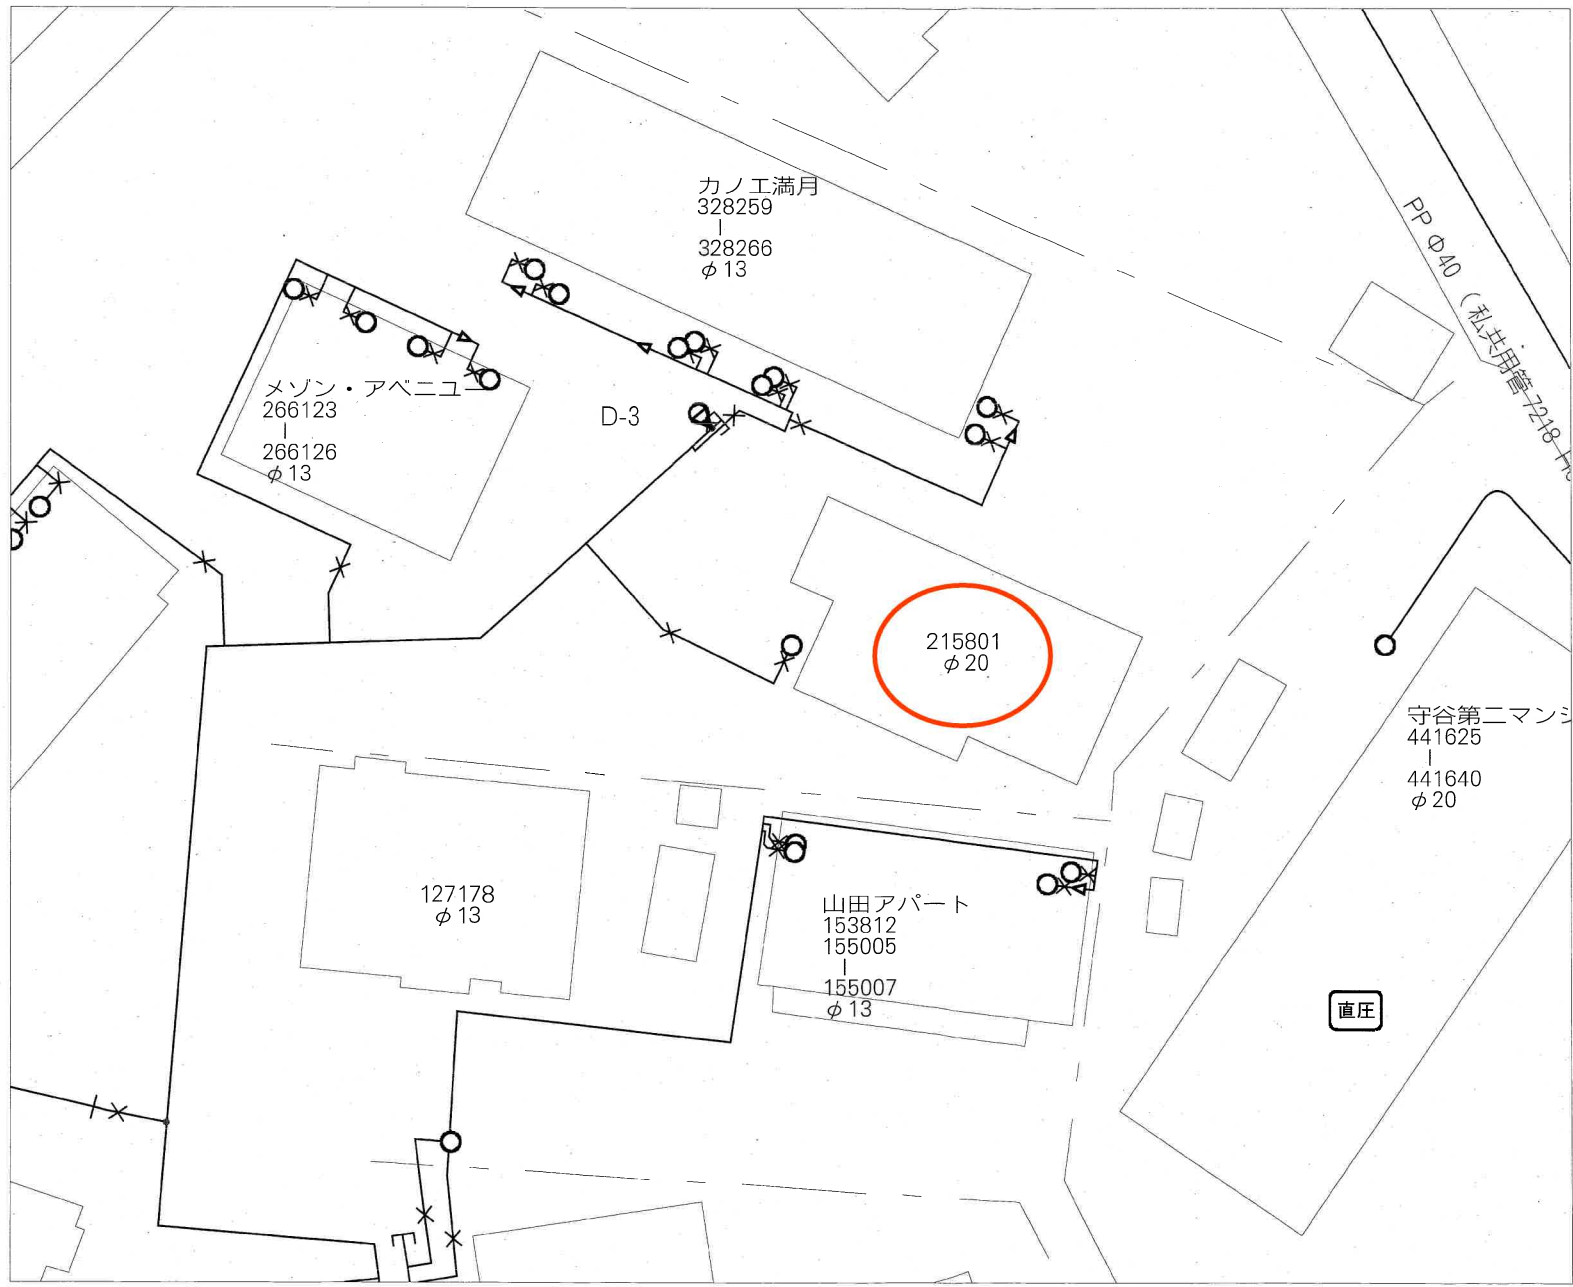 カノエ満月
328259
|
328266
φ13
PPΦ40 (私共用管 7218
メゾン・アベニュー
266123
|
266126
φ13
D-3
215801
φ20
守谷第二マンシ
441625
|
441640
φ20
127178
φ13
山田アパート
153812
155005
|
155007
φ13
直圧